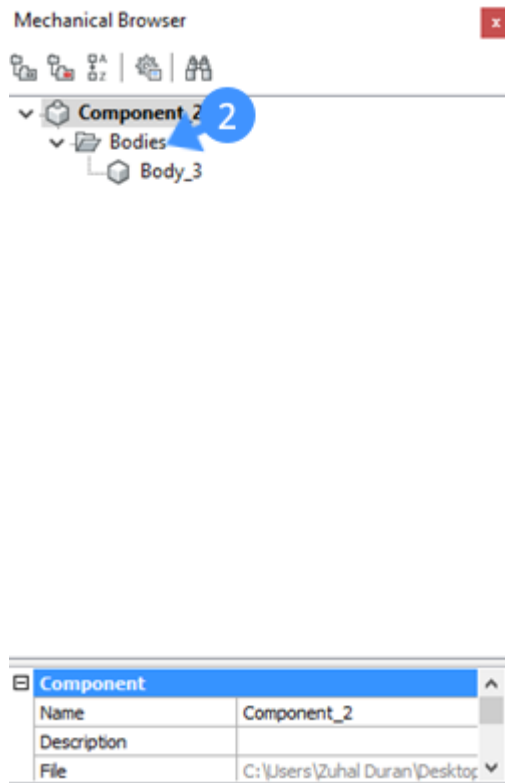 Mechanical Browser
x
A
Z
Component_2
2
Bodies
Body_3
Component
Name Component_2
Description
File C:\Users\Zuhal Duran\Desktop